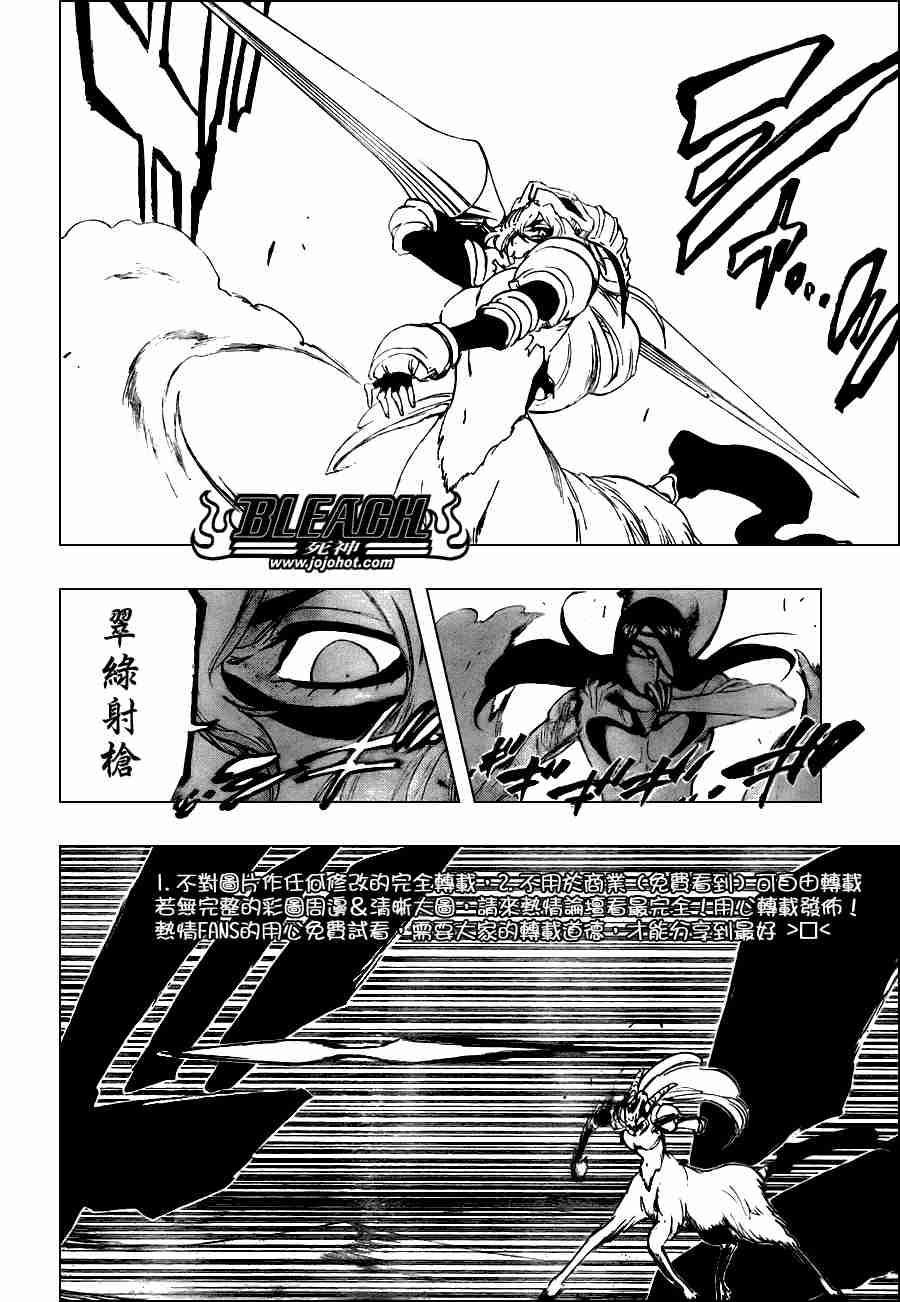 BLEACH
死神
www.jojohot.com
翠綠射槍
ギギギ
1. 不對圖片作任何修改的完全轉載，2. 不用於商業（免費看到）可自由轉載
若無完整的彩圖周漫＆清晰大圖，請來熱情論壇看最完全！用心轉載發佈！
熱情FANS的用心免費試看，需要大家的轉載道德，才能分享到最好 >口<